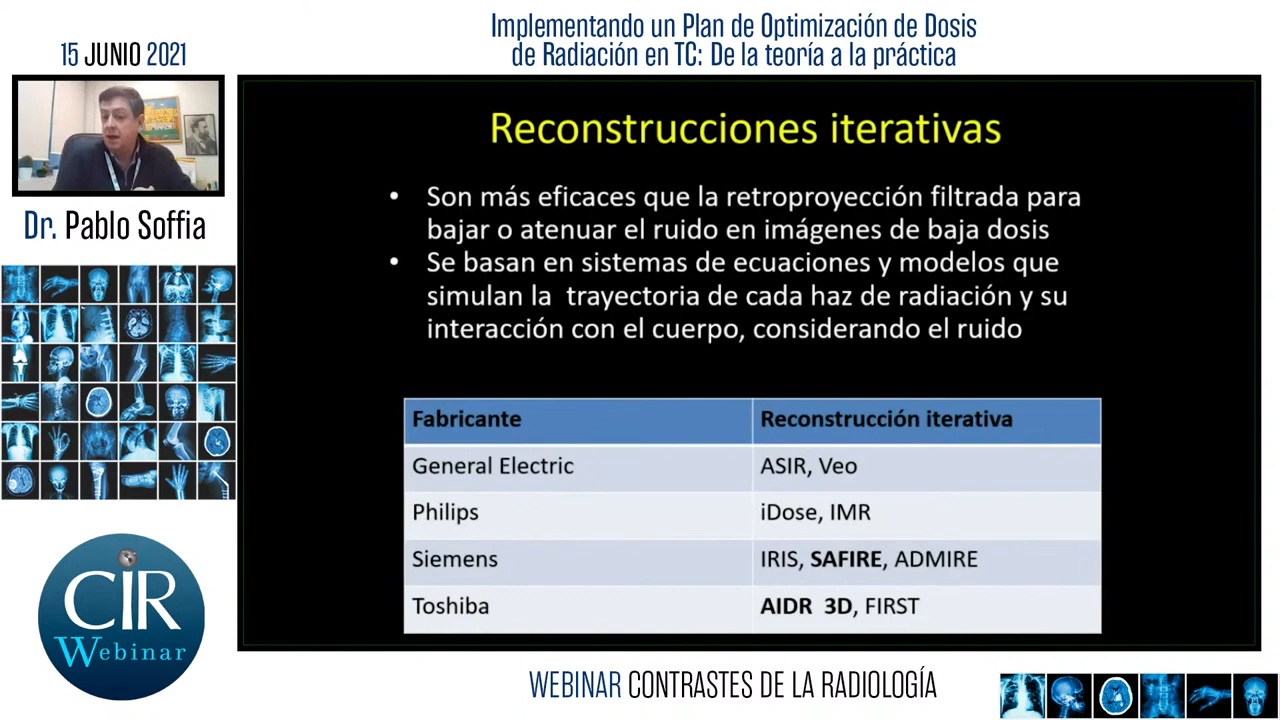 15 JUNIO 2021
Implementando un Plan de Optimización de Dosis
de Radiación en TC: De la teoría a la práctica
Dr. Pablo Soffia
Reconstrucciones iterativas
• Son más eficaces que la retroproyección filtrada para
bajar o atenuar el ruido en imágenes de baja dosis
• Se basan en sistemas de ecuaciones y modelos que
simulan la trayectoria de cada haz de radiación y su
interacción con el cuerpo, considerando el ruido
Fabricante Reconstrucción iterativa
General Electric ASIR, Veo
Philips iDose, IMR
Siemens IRIS, SAFIRE, ADMIRE
Toshiba AIDR 3D, FIRST
CIR
Webinar
WEBINAR CONTRASTES DE LA RADIOLOGÍA